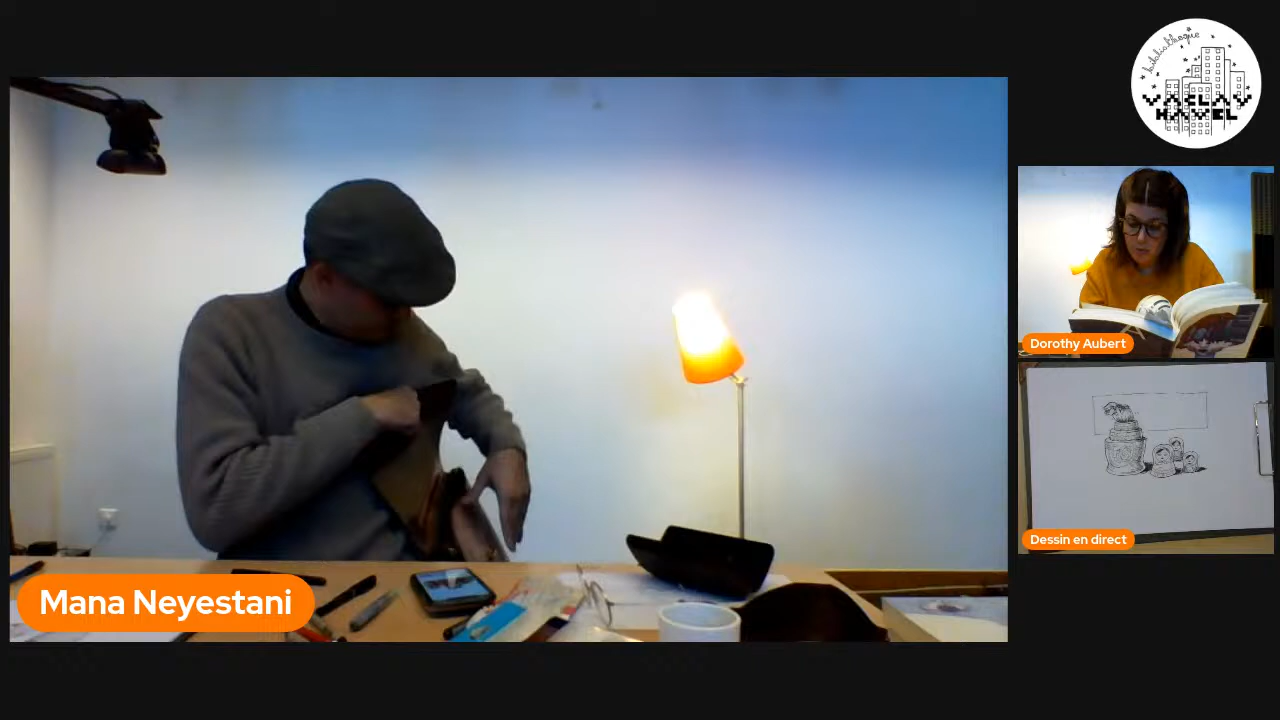 bibliothèque
VACLAV
HAVEL
Dorothy Aubert
Dessin en direct
Mana Neyestani